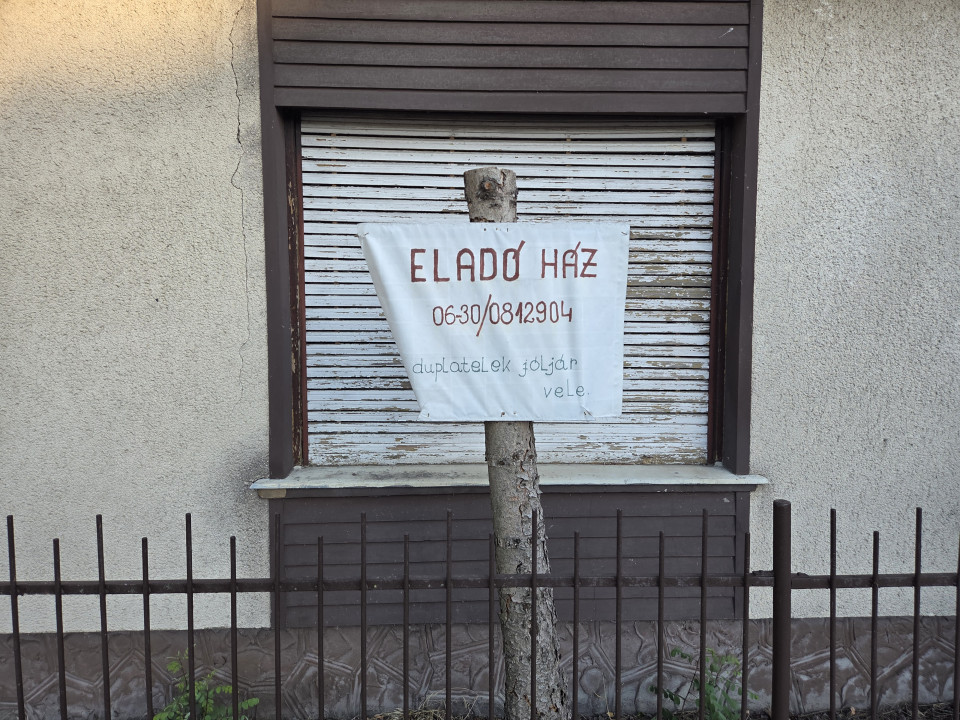 ELADÓ HÁZ
06-30/0812904
duplatelek jóljár
vele.